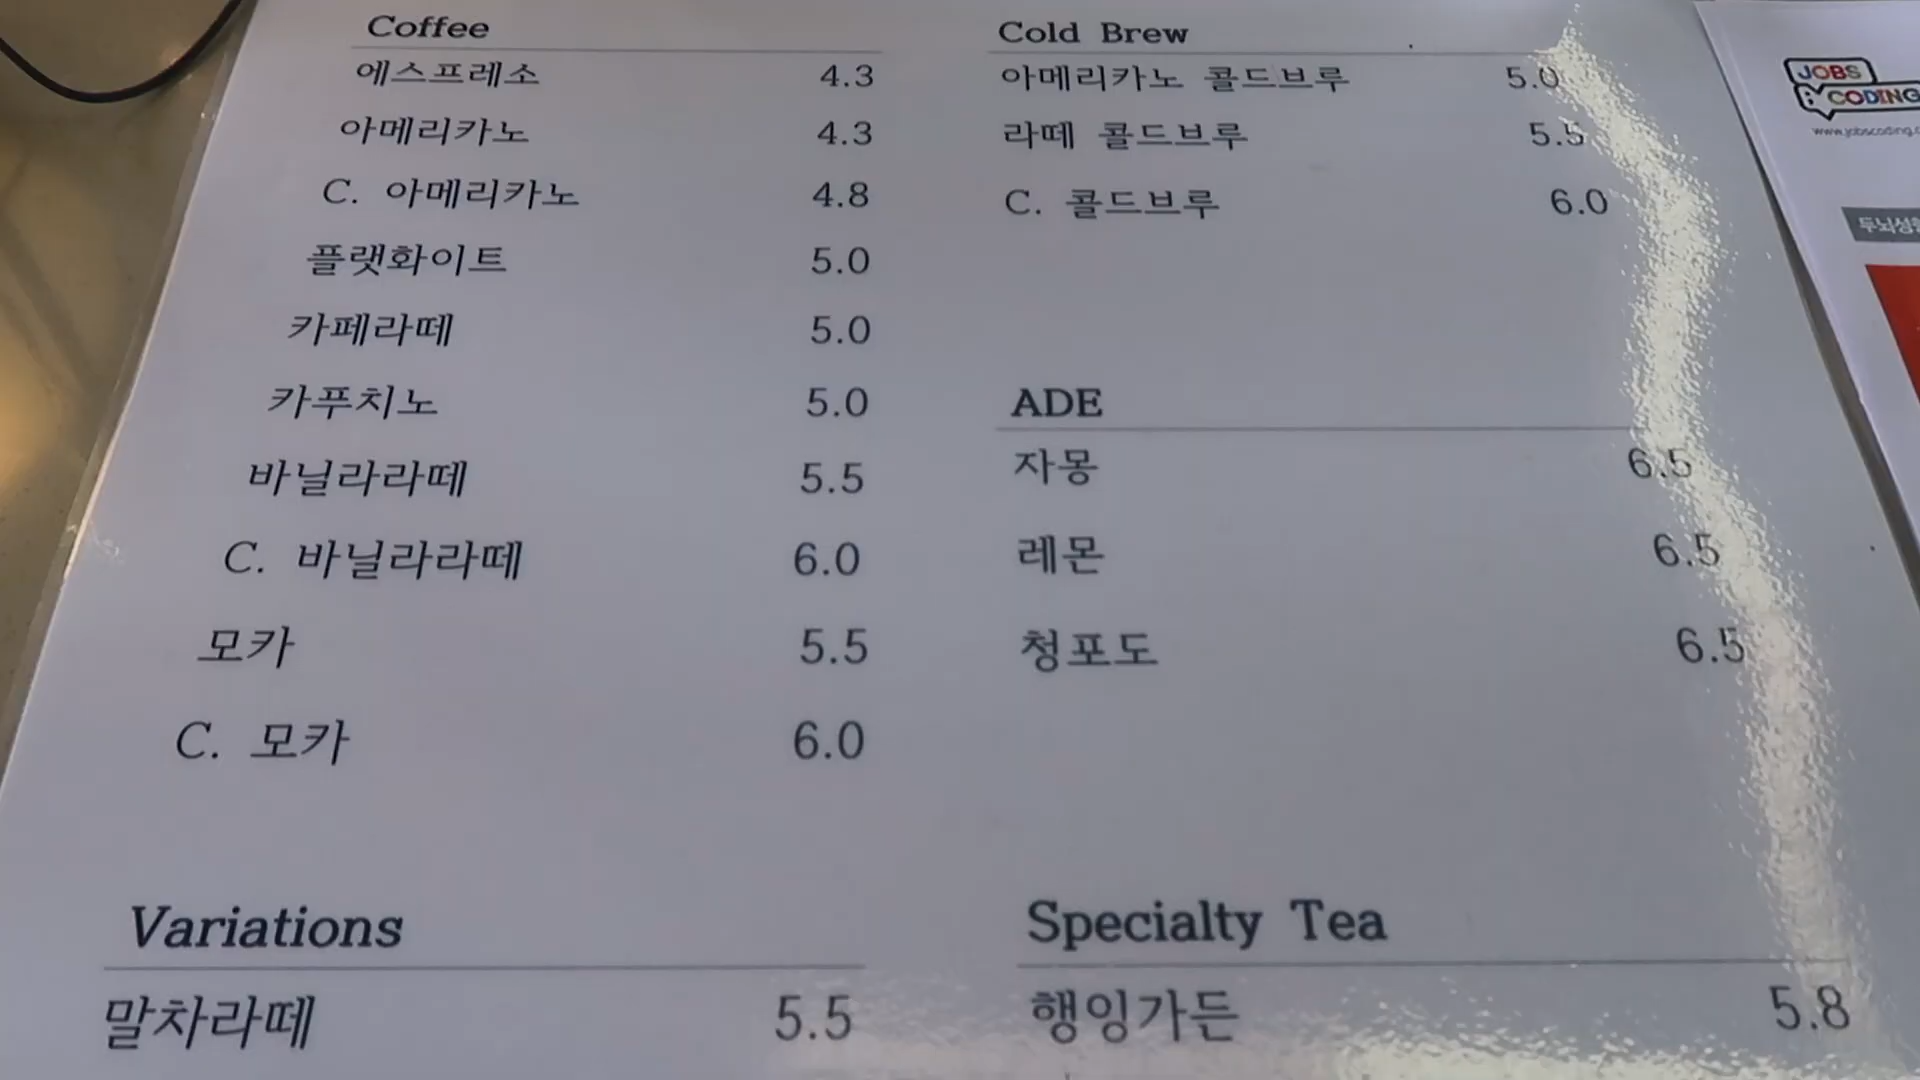 Coffee
에스프레소 4.3
아메리카노 4.3
C. 아메리카노 4.8
플랫화이트 5.0
카페라떼 5.0
카푸치노 5.0
바닐라라떼 5.5
C. 바닐라라떼 6.0
모카 5.5
C. 모카 6.0
Variations
말차라떼 5.5
Cold Brew
아메리카노 콜드브루 5.0
라떼 콜드브루 5.5
C. 콜드브루 6.0
ADE
자몽 6.5
레몬 6.5
청포도 6.5
Specialty Tea
행잉가든 5.8
JOBS
CODING